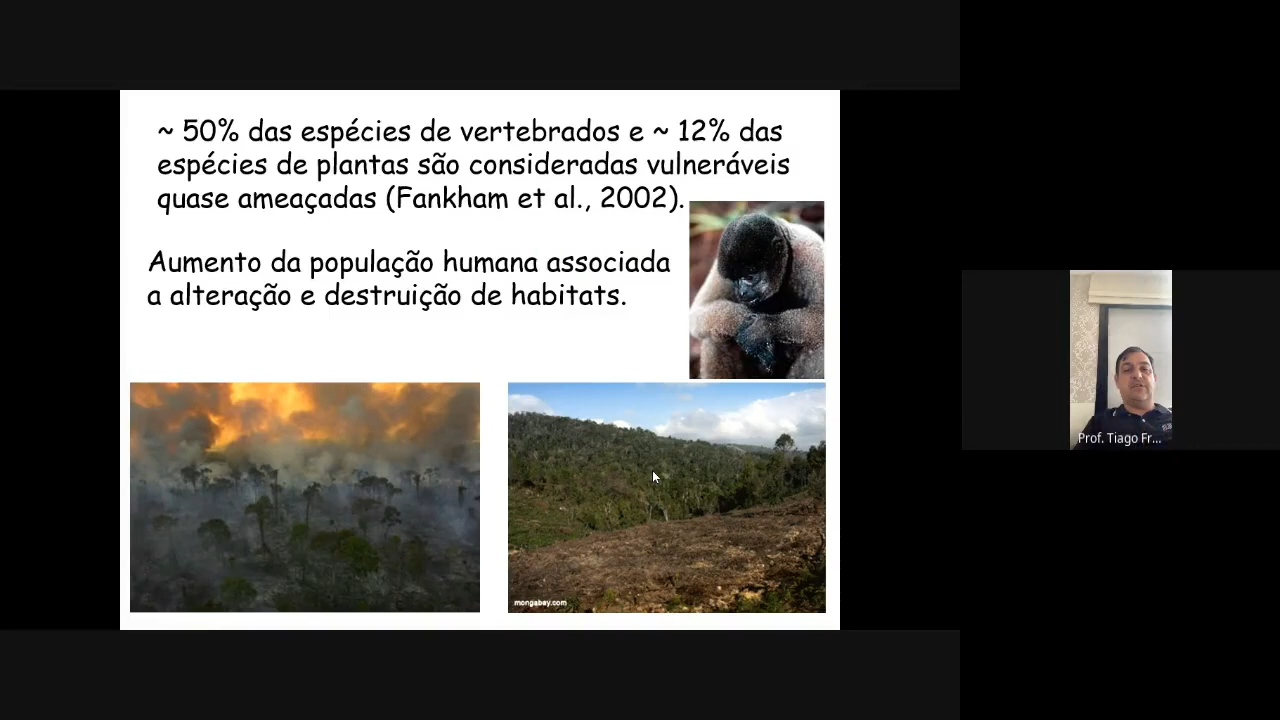 ~ 50% das espécies de vertebrados e ~ 12% das
espécies de plantas são consideradas vulneráveis
quase ameaçadas (Fankham et al., 2002).
Aumento da população humana associada
a alteração e destruição de habitats.
mongabay.com
Prof. Tiago Fr...